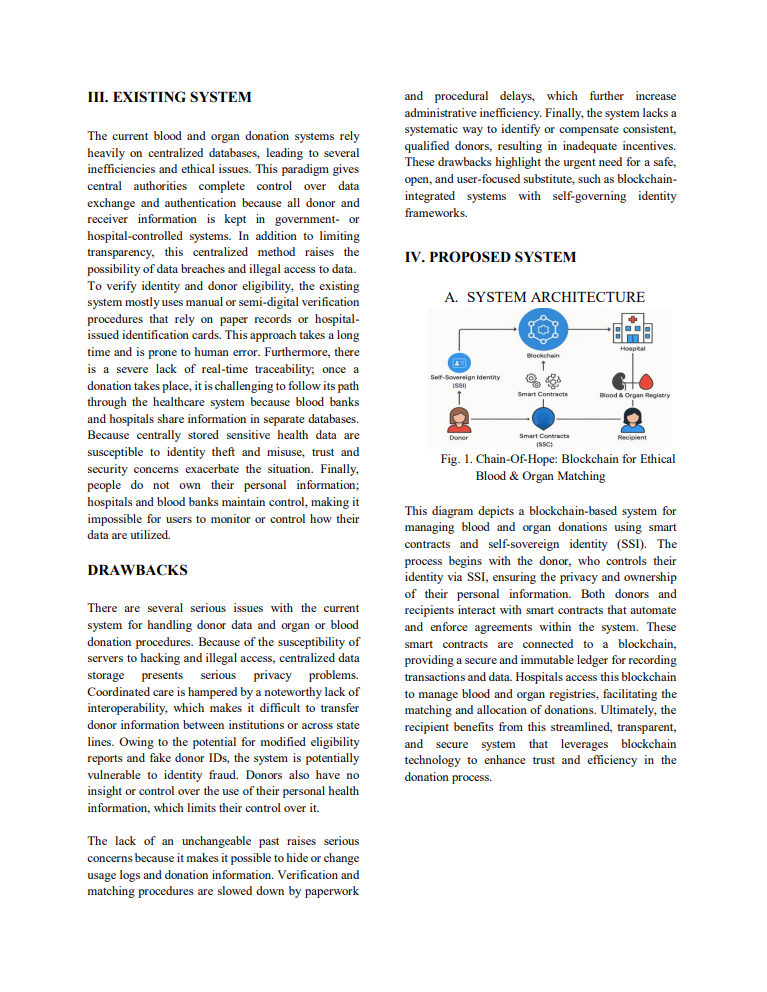 III. EXISTING SYSTEM
The current blood and organ donation systems rely
heavily on centralized databases, leading to several
inefficiencies and ethical issues. This paradigm gives
central authorities complete control over data
exchange and authentication because all donor and
receiver information is kept in government- or
hospital-controlled systems. In addition to limiting
transparency, this centralized method raises the
possibility of data breaches and illegal access to data.
To verify identity and donor eligibility, the existing
system mostly uses manual or semi-digital verification
procedures that rely on paper records or hospital-
issued identification cards. This approach takes a long
time and is prone to human error. Furthermore, there
is a severe lack of real-time traceability; once a
donation takes place, it is challenging to follow its path
through the healthcare system because blood banks
and hospitals share information in separate databases.
Because centrally stored sensitive health data are
susceptible to identity theft and misuse, trust and
security concerns exacerbate the situation. Finally,
people do not own their personal information;
hospitals and blood banks maintain control, making it
impossible for users to monitor or control how their
data are utilized.
DRAWBACKS
There are several serious issues with the current
system for handling donor data and organ or blood
donation procedures. Because of the susceptibility of
servers to hacking and illegal access, centralized data
storage presents serious privacy problems.
Coordinated care is hampered by a noteworthy lack of
interoperability, which makes it difficult to transfer
donor information between institutions or across state
lines. Owing to the potential for modified eligibility
reports and fake donor IDs, the system is potentially
vulnerable to identity fraud. Donors also have no
insight or control over the use of their personal health
information, which limits their control over it.
The lack of an unchangeable past raises serious
concerns because it makes it possible to hide or change
usage logs and donation information. Verification and
matching procedures are slowed down by paperwork
and procedural delays, which further increase
administrative inefficiency. Finally, the system lacks a
systematic way to identify or compensate consistent,
qualified donors, resulting in inadequate incentives.
These drawbacks highlight the urgent need for a safe,
open, and user-focused substitute, such as blockchain-
integrated systems with self-governing identity
frameworks.
IV. PROPOSED SYSTEM
A. SYSTEM ARCHITECTURE
Blockchain
Hospital
Self-Sovereign Identity
(SSI)
Smart Contracts
Blood & Organ Registry
Donor
Smart Contracts
(SSC)
Recipient
Fig. 1. Chain-Of-Hope: Blockchain for Ethical
Blood & Organ Matching
This diagram depicts a blockchain-based system for
managing blood and organ donations using smart
contracts and self-sovereign identity (SSI). The
process begins with the donor, who controls their
identity via SSI, ensuring the privacy and ownership
of their personal information. Both donors and
recipients interact with smart contracts that automate
and enforce agreements within the system. These
smart contracts are connected to a blockchain,
providing a secure and immutable ledger for recording
transactions and data. Hospitals access this blockchain
to manage blood and organ registries, facilitating the
matching and allocation of donations. Ultimately, the
recipient benefits from this streamlined, transparent,
and secure system that leverages blockchain
technology to enhance trust and efficiency in the
donation process.